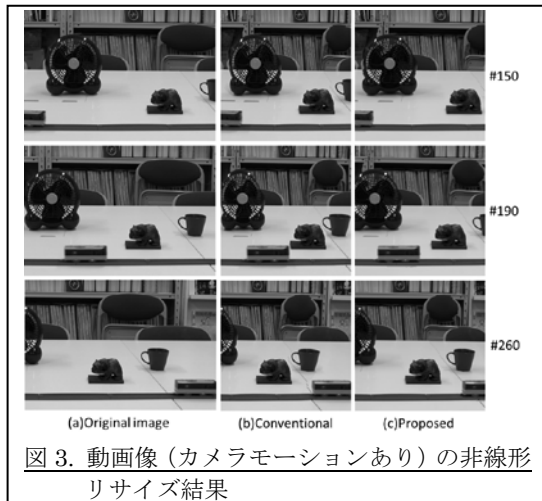 #150
#190
#260
(a)Original image (b)Conventional (c)Proposed
図 3. 動画像（カメラモーションあり）の非線形
リサイズ結果